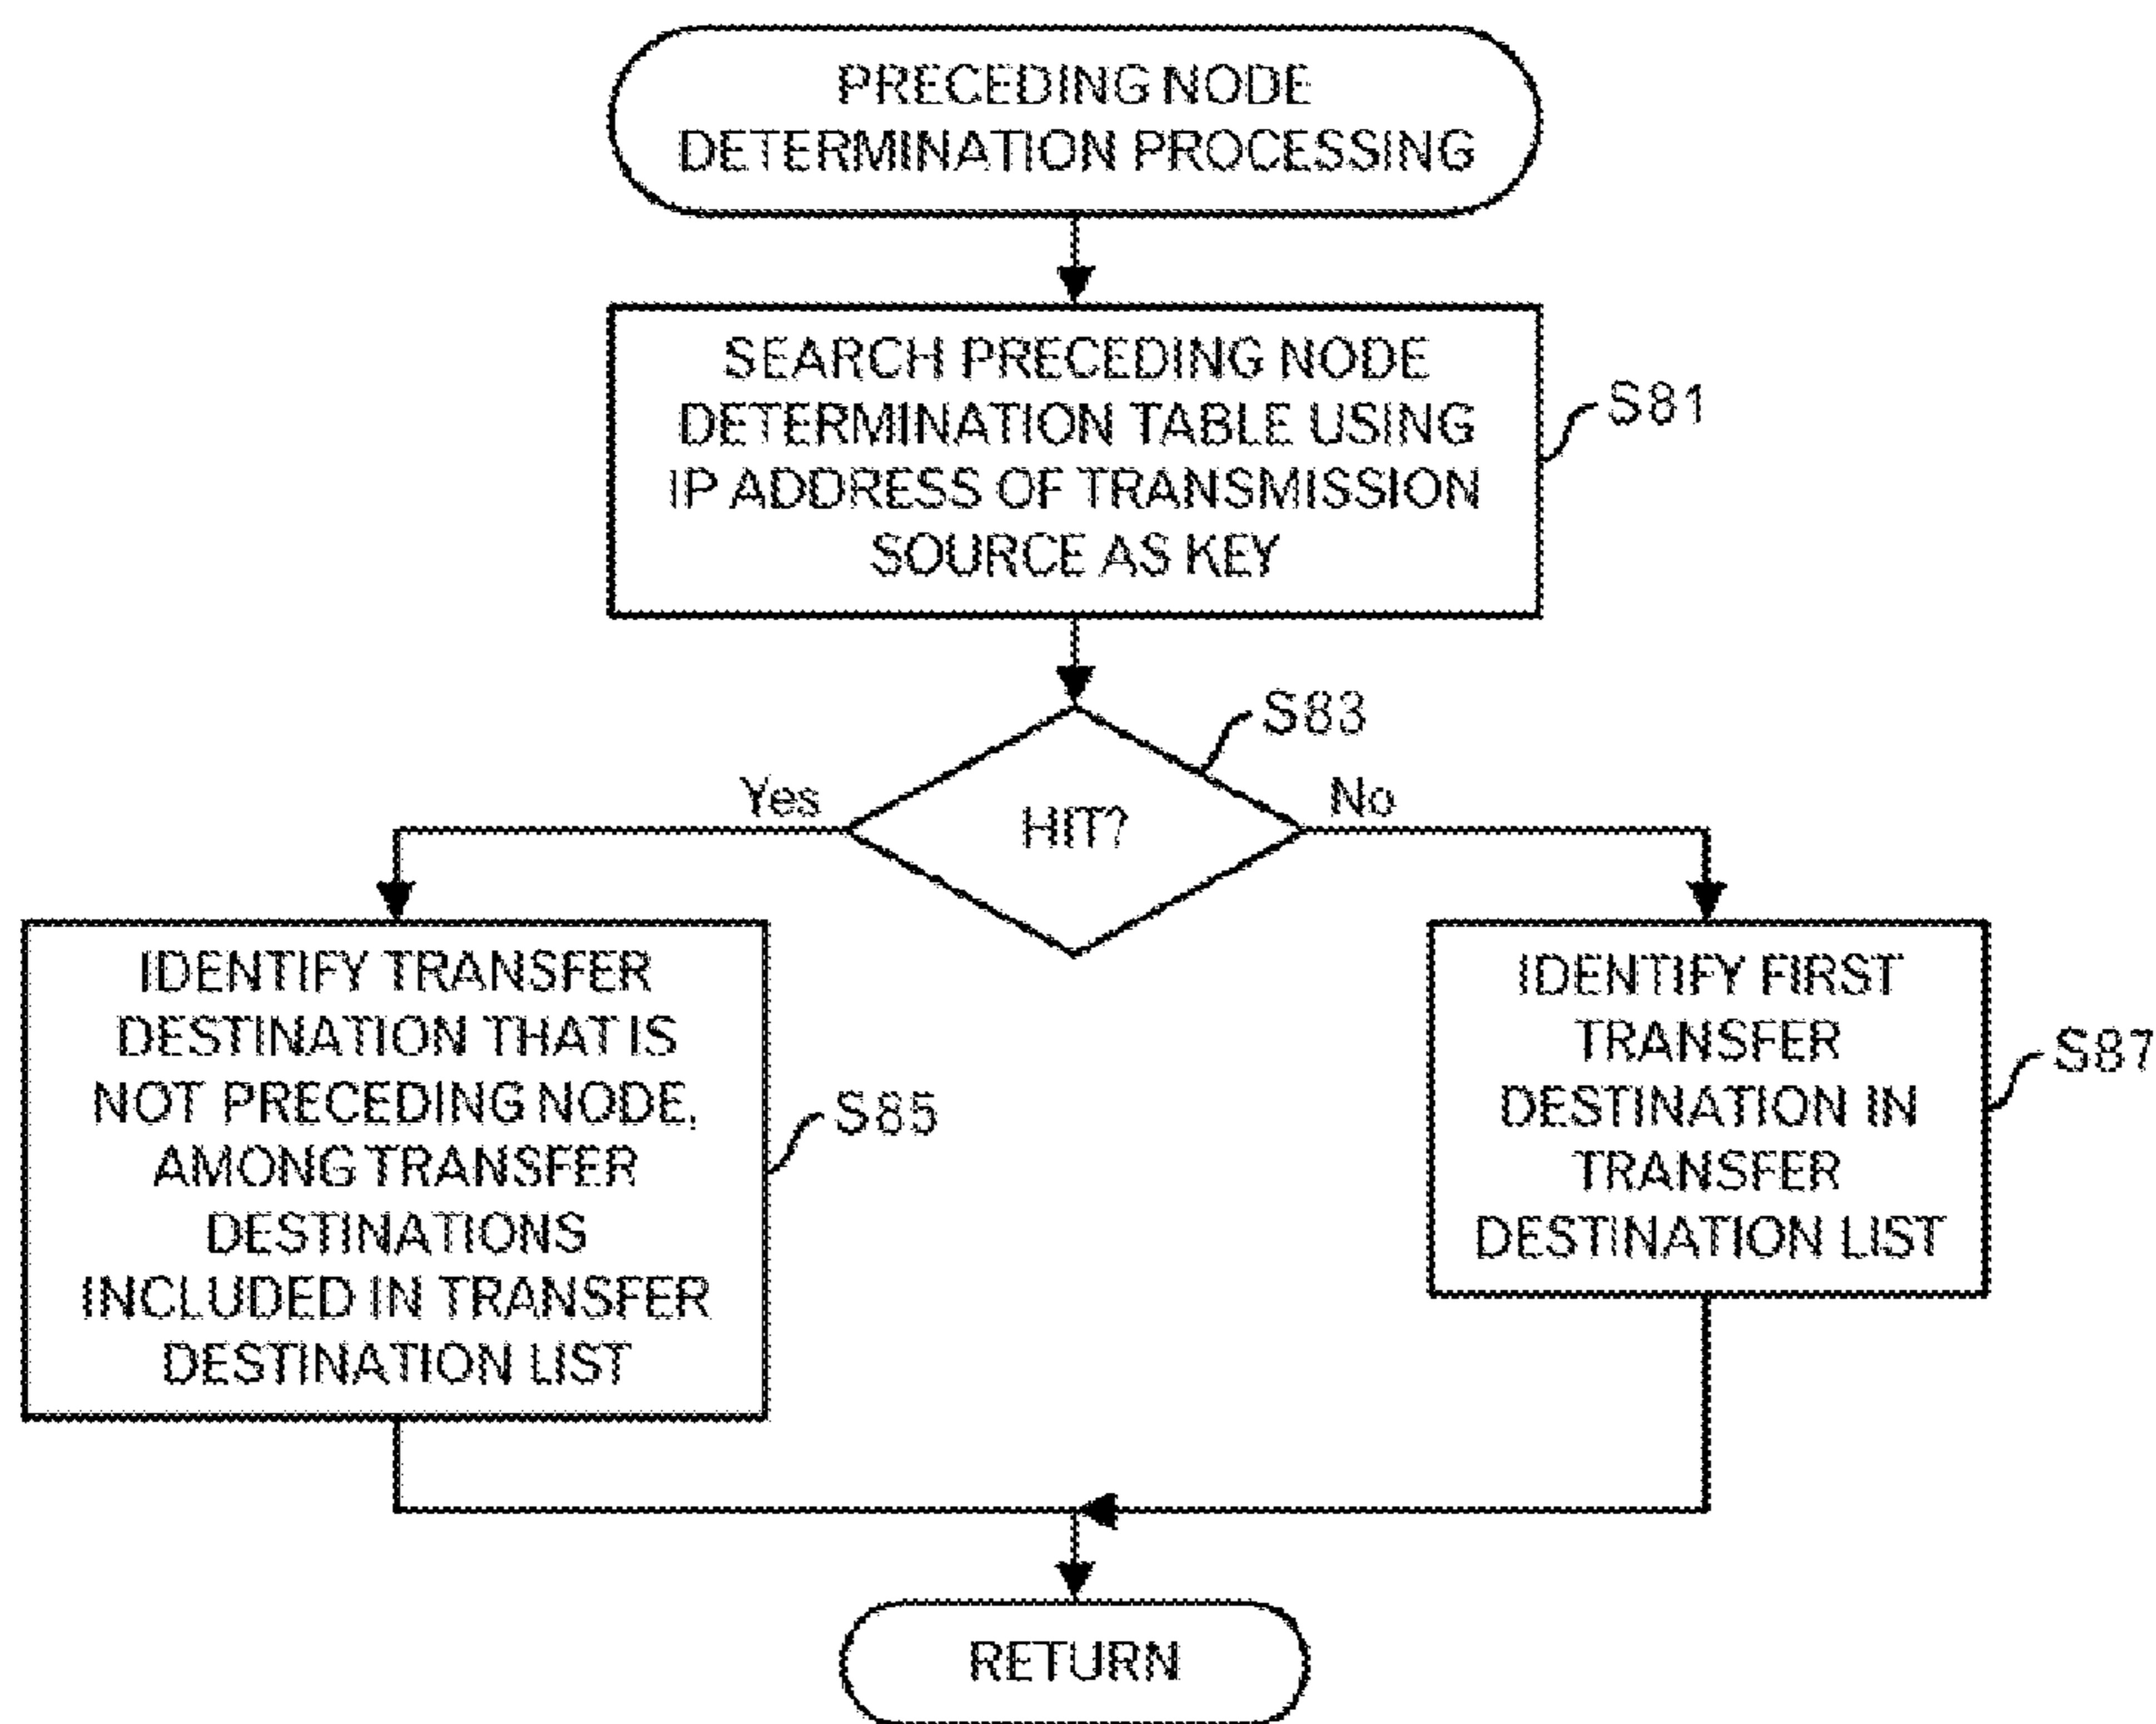 PRECEDING NODE
DETERMINATION PROCESSING
SEARCH PRECEDING NODE
DETERMINATION TABLE USING
IP ADDRESS OF TRANSMISSION
SOURCE AS KEY
S81
S83
Yes
HIT?
No
IDENTIFY TRANSFER
DESTINATION THAT IS
NOT PRECEDING NODE,
AMONG TRANSFER
DESTINATIONS
INCLUDED IN TRANSFER
DESTINATION LIST
S85
IDENTIFY FIRST
TRANSFER
DESTINATION IN
TRANSFER
DESTINATION LIST
S87
RETURN